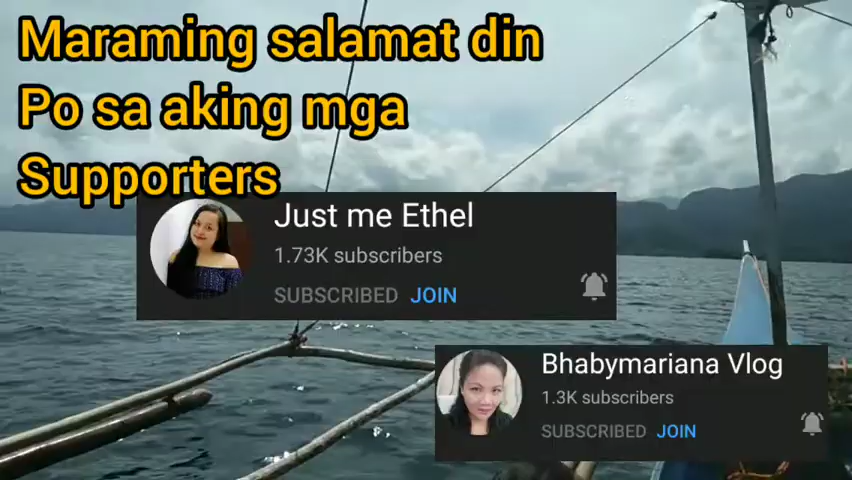 Maraming salamat din
Po sa aking mga
Supporters
Just me Ethel
1.73K subscribers
SUBSCRIBED JOIN
Bhabymariana Vlog
1.3K subscribers
SUBSCRIBED JOIN